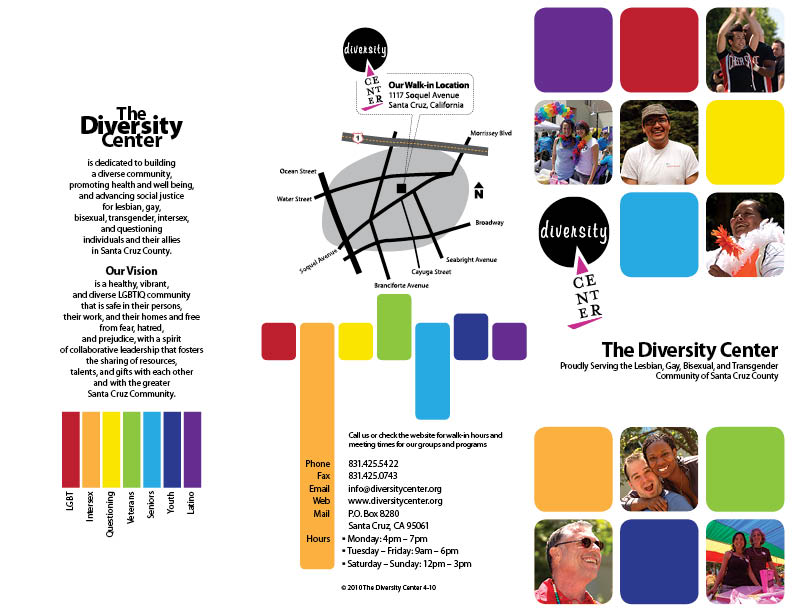 The
Diversity
Center
is dedicated to building
a diverse community,
promoting health and well being,
and advancing social justice
for lesbian, gay,
bisexual, transgender, intersex,
and questioning
individuals and their allies
in Santa Cruz County.
Our Vision
is a healthy, vibrant,
and diverse LGBTIQ community
that is safe in their persons,
their work, and their homes and free
from fear, hatred,
and prejudice, with a spirit
of collaborative leadership that fosters
the sharing of resources,
talents, and gifts with each other
and with the greater
Santa Cruz Community.
LGBT
Intersex
Questioning
Veterans
Seniors
Youth
Latino
diversity
CENTER
Our Walk-in Location
1117 Soquel Avenue
Santa Cruz, California
1
Morrissey Blvd
Ocean Street
Water Street
N
Broadway
Soquel Avenue
Seabright Avenue
Cayuga Street
Branciforte Avenue
Call us or check the website for walk-in hours and
meeting times for our groups and programs
Phone 831.425.5422
Fax 831.425.0743
Email info@diversitycenter.org
Web www.diversitycenter.org
Mail P.O. Box 8280
Santa Cruz, CA 95061
Hours • Monday: 4pm – 7pm
• Tuesday – Friday: 9am – 6pm
• Saturday – Sunday: 12pm – 3pm
© 2010 The Diversity Center 4-10
diversity
CENTER
The Diversity Center
Proudly Serving the Lesbian, Gay, Bisexual, and Transgender
Community of Santa Cruz County